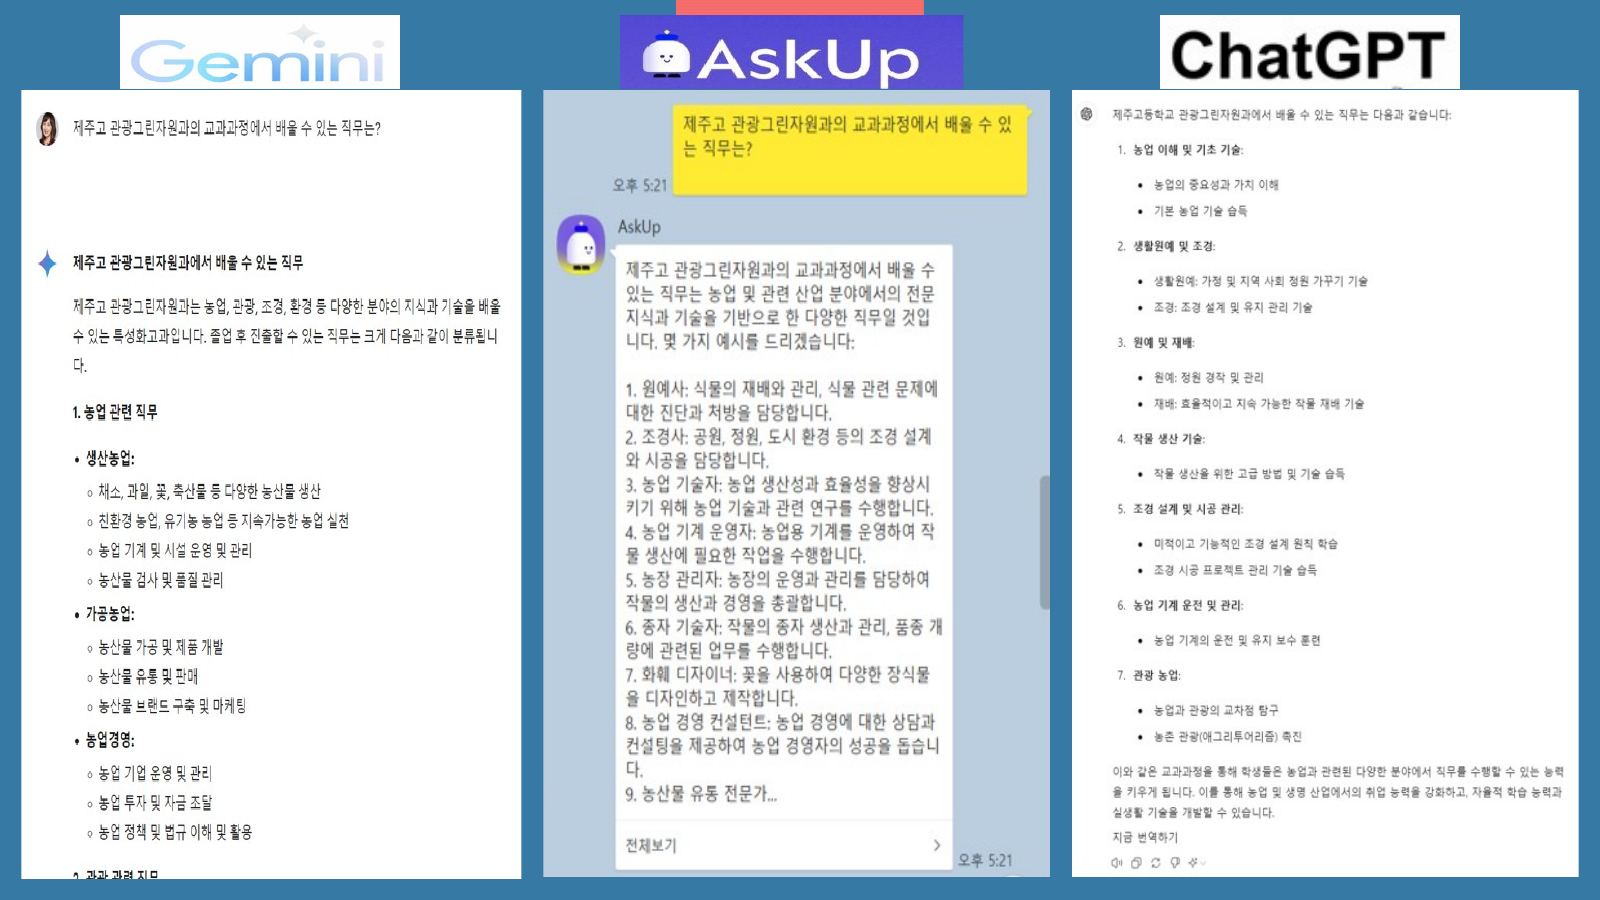 Gemini
제주고 관광그린자원과의 교과과정에서 배울 수 있는 직무는?
제주고 관광그린자원과에서 배울 수 있는 직무
제주고 관광그린자원과는 농업, 관광, 조경, 환경 등 다양한 분야의 지식과 기술을 배울
수 있는 특성화고과입니다. 졸업 후 진출할 수 있는 직무는 크게 다음과 같이 분류됩니
다.
1. 농업 관련 직무
• 생산농업:
○ 채소, 과일, 꽃, 축산물 등 다양한 농산물 생산
○ 친환경 농업, 유기농 농업 등 지속가능한 농업 실천
○ 농업 기계 및 시설 운영 및 관리
○ 농산물 검사 및 품질 관리
• 가공농업:
○ 농산물 가공 및 제품 개발
○ 농산물 유통 및 판매
○ 농산물 브랜드 구축 및 마케팅
• 농업경영:
○ 농업 기업 운영 및 관리
○ 농업 투자 및 자금 조달
○ 농업 정책 및 법규 이해 및 활용
2. 관광 관련 직무
AskUp
제주고 관광그린자원과의 교과과정에서 배울 수 있
는 직무는?
오후 5:21
AskUp
제주고 관광그린자원과의 교과과정에서 배울 수
있는 직무는 농업 및 관련 산업 분야에서의 전문
지식과 기술을 기반으로 한 다양한 직무일 것입
니다. 몇 가지 예시를 드리겠습니다:
1. 원예사: 식물의 재배와 관리, 식물 관련 문제에
대한 진단과 처방을 담당합니다.
2. 조경사: 공원, 정원, 도시 환경 등의 조경 설계
와 시공을 담당합니다.
3. 농업 기술자: 농업 생산성과 효율성을 향상시
키기 위해 농업 기술과 관련 연구를 수행합니다.
4. 농업 기계 운영자: 농업용 기계를 운영하여 작
물 생산에 필요한 작업을 수행합니다.
5. 농장 관리자: 농장의 운영과 관리를 담당하여
작물의 생산과 경영을 총괄합니다.
6. 종자 기술자: 작물의 종자 생산과 관리, 품종 개
량에 관련된 업무를 수행합니다.
7. 화훼 디자이너: 꽃을 사용하여 다양한 장식물
을 디자인하고 제작합니다.
8. 농업 경영 컨설턴트: 농업 경영에 대한 상담과
컨설팅을 제공하여 농업 경영자의 성공을 돕습니
다.
9. 농산물 유통 전문가...
전체보기
오후 5:21
ChatGPT
제주고등학교 관광그린자원과에서 배울 수 있는 직무는 다음과 같습니다:
1. 농업 이해 및 기초 기술:
• 농업의 중요성과 가치 이해
• 기본 농업 기술 습득
2. 생활원예 및 조경:
• 생활원예: 가정 및 지역 사회 정원 가꾸기 기술
• 조경: 조경 설계 및 유지 관리 기술
3. 원예 및 재배:
• 원예: 정원 경작 및 관리
• 재배: 효율적이고 지속 가능한 작물 재배 기술
4. 작물 생산 기술:
• 작물 생산을 위한 고급 방법 및 기술 습득
5. 조경 설계 및 시공 관리:
• 미적이고 기능적인 조경 설계 원칙 학습
• 조경 시공 프로젝트 관리 기술 습득
6. 농업 기계 운전 및 관리:
• 농업 기계의 운전 및 유지 보수 훈련
7. 관광 농업:
• 농업과 관광의 교차점 탐구
• 농촌 관광(애그리투어리즘) 촉진
이와 같은 교과과정을 통해 학생들은 농업과 관련된 다양한 분야에서 직무를 수행할 수 있는 능력
을 키우게 됩니다. 이를 통해 농업 및 생명 산업에서의 취업 능력을 강화하고, 자율적 학습 능력과
실생활 기술을 개발할 수 있습니다.
지금 번역하기